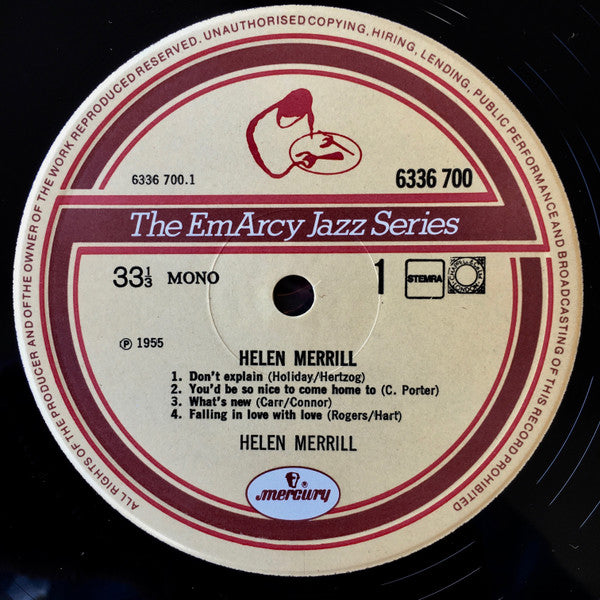 ALL RIGHTS OF THE PRODUCER AND OF THE OWNER OF THE WORK REPRODUCED RESERVED. UNAUTHORISED COPYING, HIRING, LENDING, PUBLIC PERFORMANCE AND BROADCASTING OF THIS RECORD PROHIBITED
6336 700.1
6336 700
The EmArcy Jazz Series
33⅓ MONO
1
STEMRA
℗ 1955
HELEN MERRILL
1. Don't explain (Holiday/Hertzog)
2. You'd be so nice to come home to (C. Porter)
3. What's new (Carr/Connor)
4. Falling in love with love (Rogers/Hart)
HELEN MERRILL
mercury ®